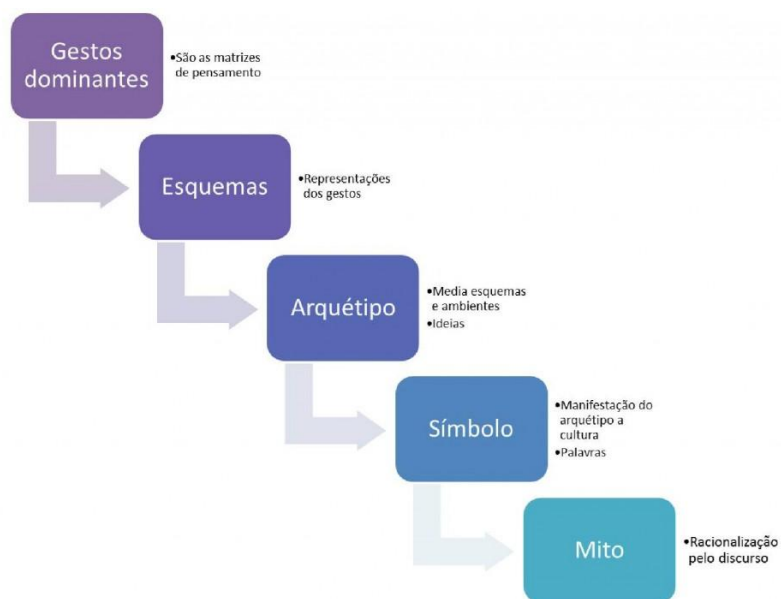 Gestos
dominantes
•São as matrizes
de pensamento
Esquemas
•Representações
dos gestos
Arquétipo
•Media esquemas
e ambientes
•Ideias
Símbolo
•Manifestação do
arquétipo a
cultura
•Palavras
Mito
•Racionalização
pelo discurso